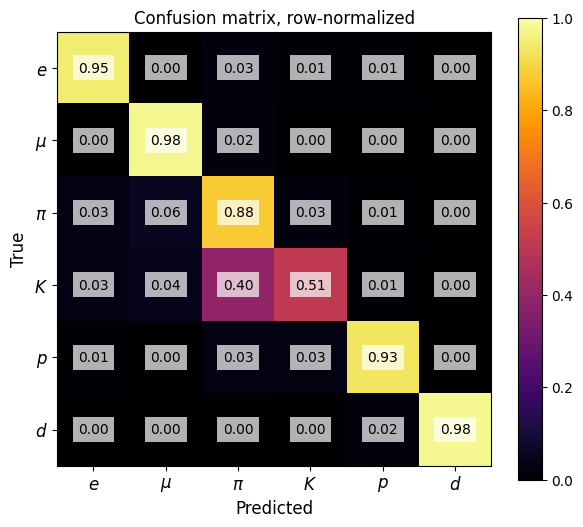 Confusion matrix, row-normalized
1.0
e 0.95 0.00 0.03 0.01 0.01 0.00
0.8
μ 0.00 0.98 0.02 0.00 0.00 0.00
0.6
π 0.03 0.06 0.88 0.03 0.01 0.00
True
K 0.03 0.04 0.40 0.51 0.01 0.00
0.4
p 0.01 0.00 0.03 0.03 0.93 0.00
0.2
d 0.00 0.00 0.00 0.00 0.02 0.98
0.0
e μ π K p d
Predicted